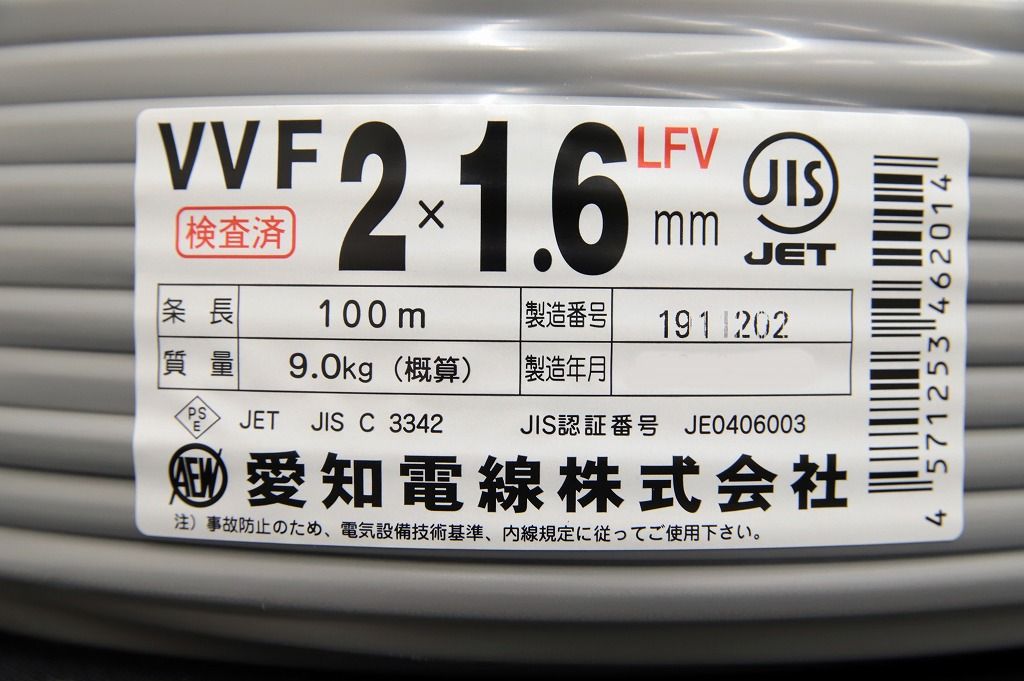 VVF 2×1.6 mm LFV
検査済
JIS
JET
条長 100m 製造番号 1911202
質量 9.0kg (概算) 製造年月
PSE JET JIS C 3342 JIS認証番号 JE0406003
AEW 愛知電線株式会社
注）事故防止のため、電気設備技術基準、内線規定に従ってご使用下さい。
4571253462014